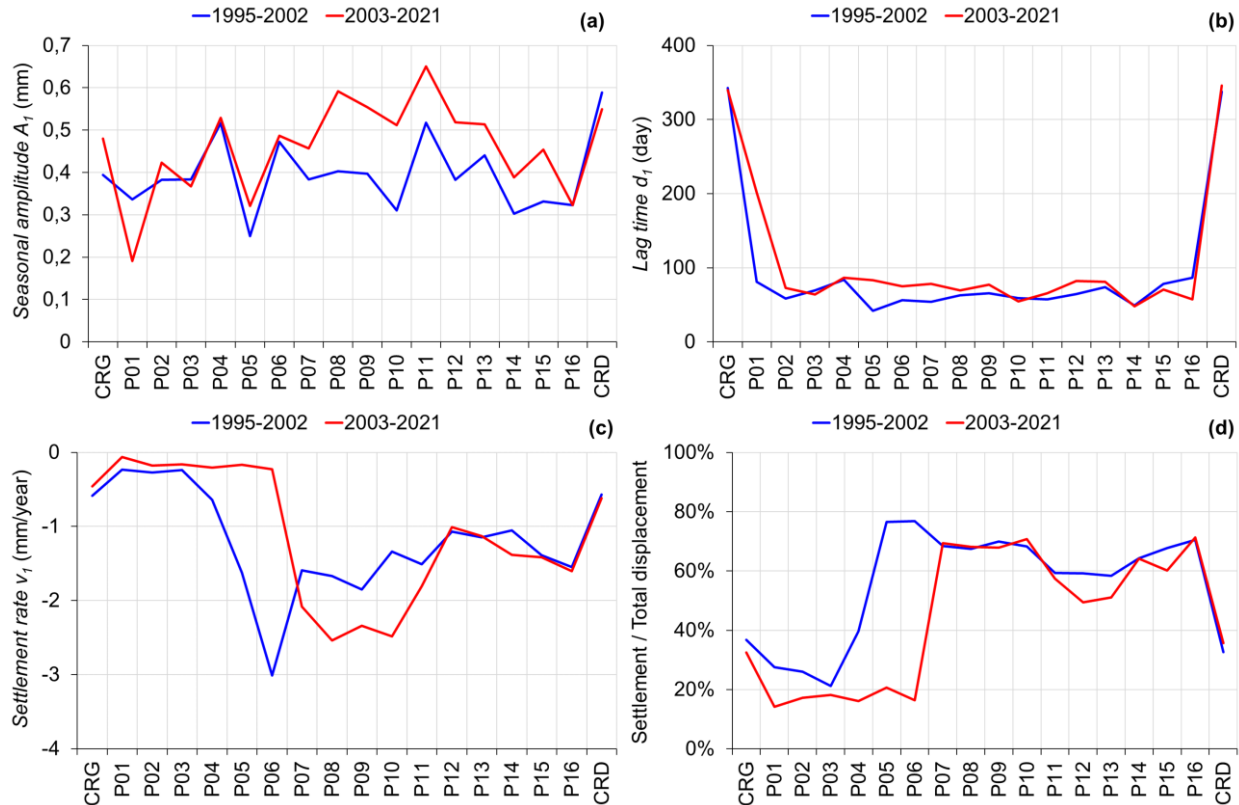 1995-2002 2003-2021 (a)
Seasonal amplitude A1 (mm)
0,7
0,6
0,5
0,4
0,3
0,2
0,1
0
CRG P01 P02 P03 P04 P05 P06 P07 P08 P09 P10 P11 P12 P13 P14 P15 P16 CRD
1995-2002 2003-2021 (b)
Lag time d1 (day)
400
300
200
100
0
CRG P01 P02 P03 P04 P05 P06 P07 P08 P09 P10 P11 P12 P13 P14 P15 P16 CRD
1995-2002 2003-2021 (c)
Settlement rate v1 (mm/year)
0
-1
-2
-3
-4
CRG P01 P02 P03 P04 P05 P06 P07 P08 P09 P10 P11 P12 P13 P14 P15 P16 CRD
1995-2002 2003-2021 (d)
Settlement / Total displacement
100%
80%
60%
40%
20%
0%
CRG P01 P02 P03 P04 P05 P06 P07 P08 P09 P10 P11 P12 P13 P14 P15 P16 CRD